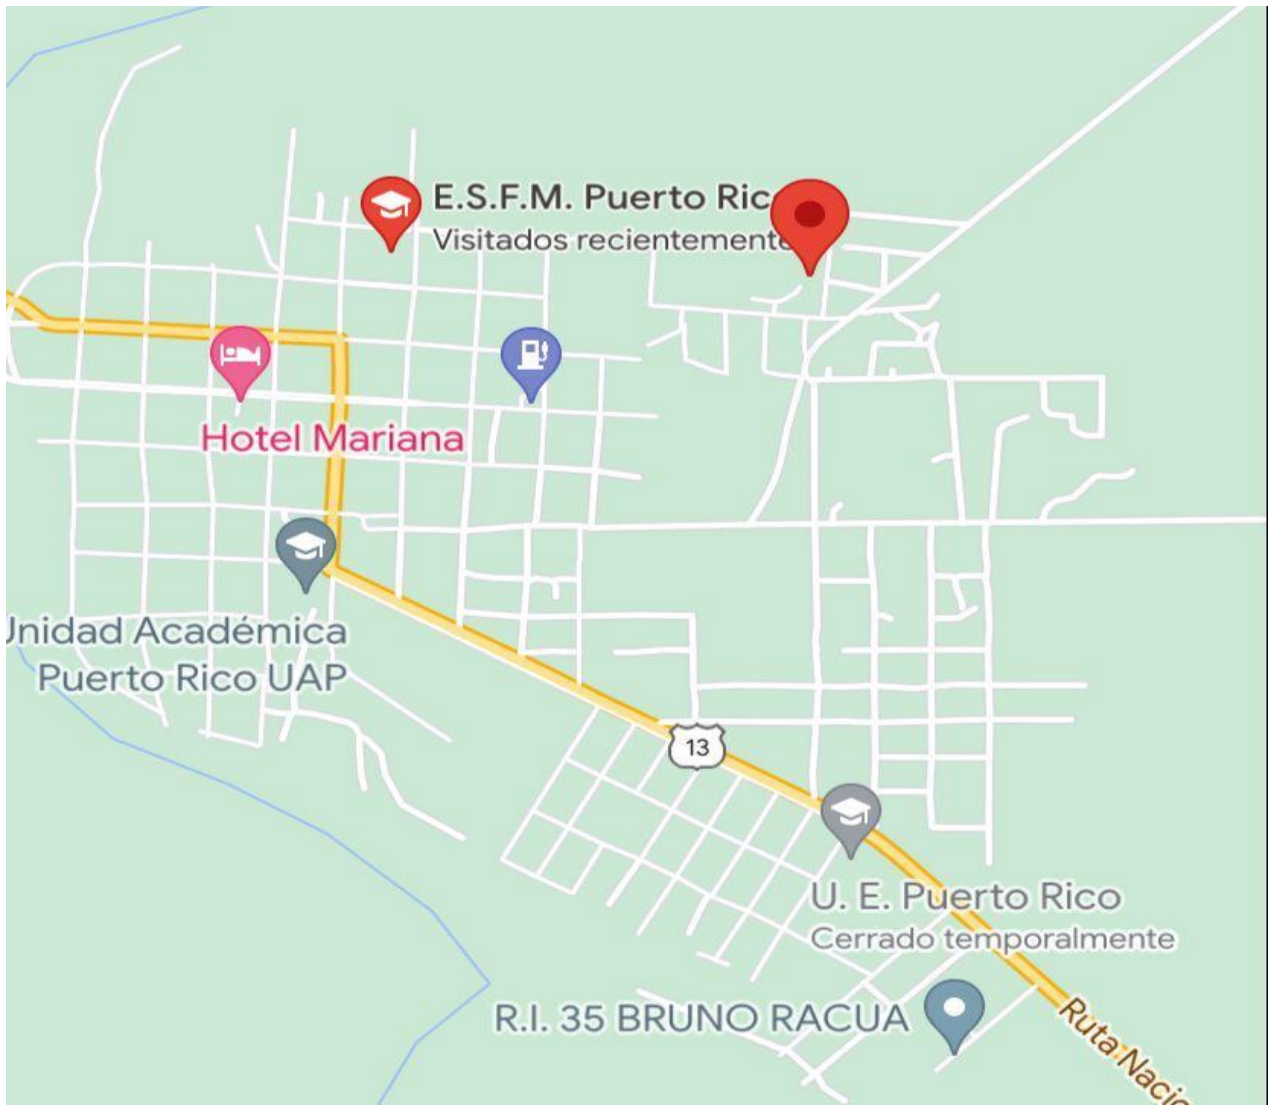 E.S.F.M. Puerto Ric
Visitados recientemente
Hotel Mariana
Unidad Académica
Puerto Rico UAP
13
U. E. Puerto Rico
Cerrado temporalmente
R.I. 35 BRUNO RACUA
Ruta Nacio